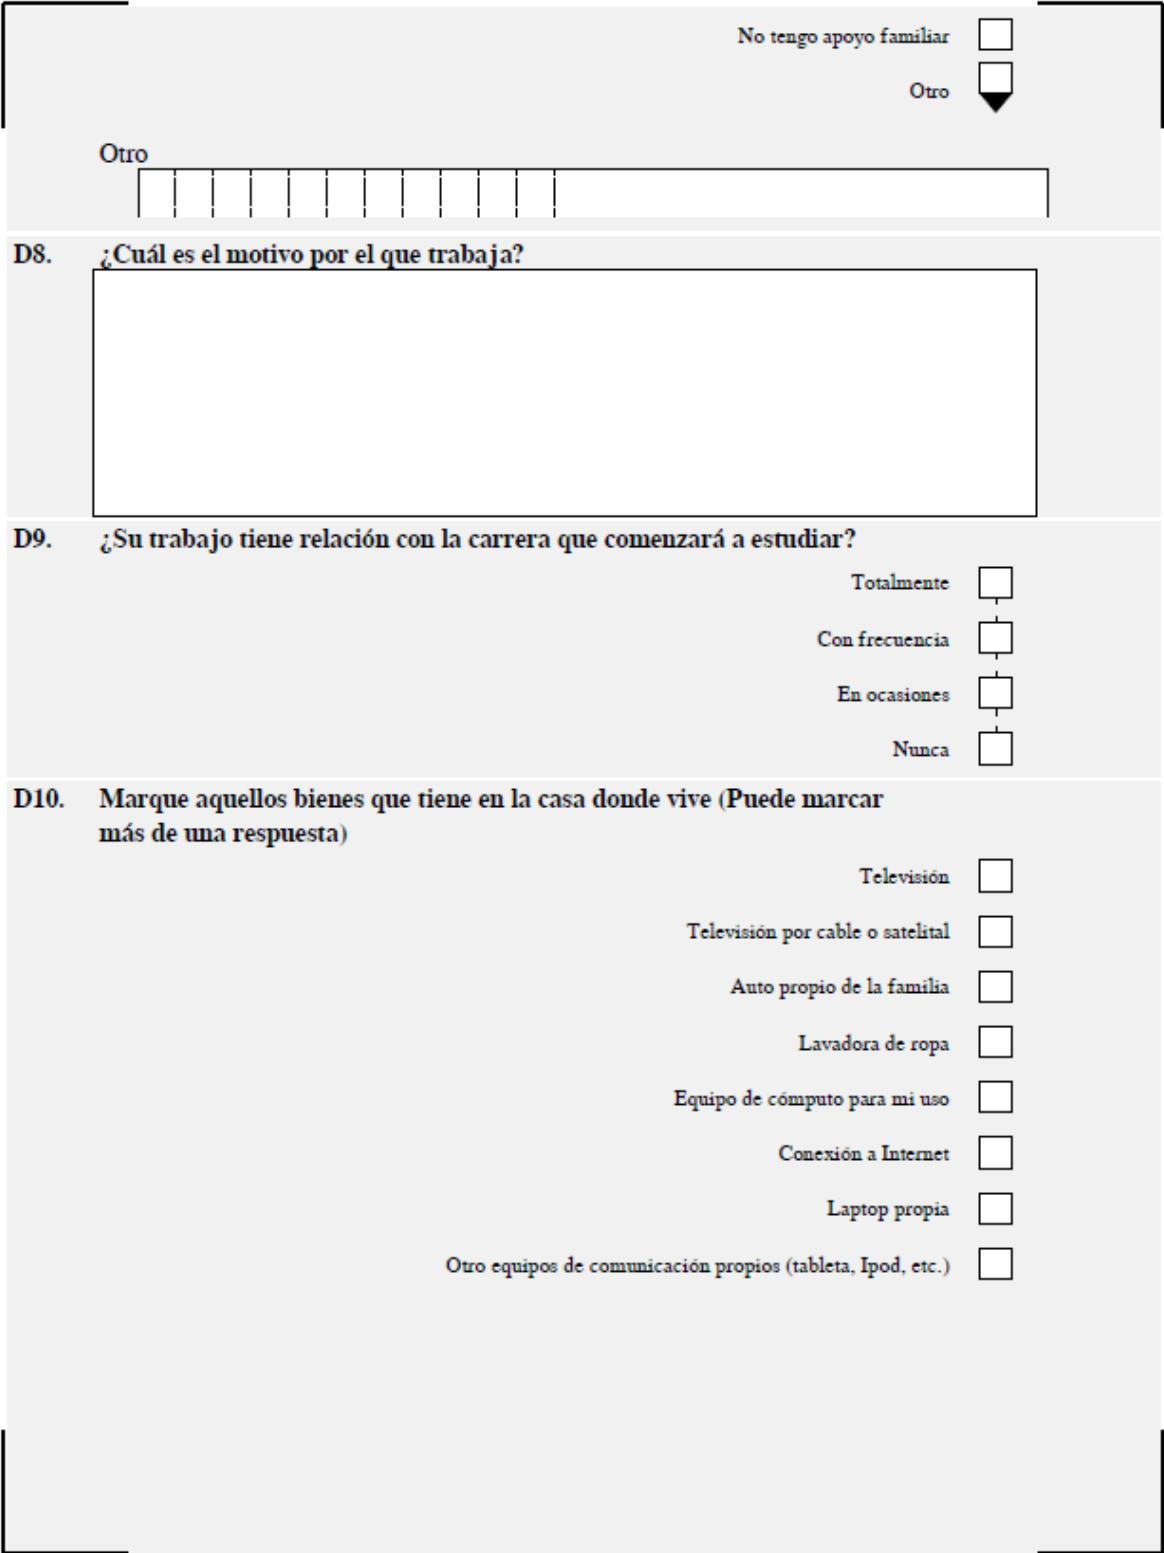 No tengo apoyo familiar
Otro
Otro
D8. ¿Cuál es el motivo por el que trabaja?
D9. ¿Su trabajo tiene relación con la carrera que comenzará a estudiar?
Totalmente
Con frecuencia
En ocasiones
Nunca
D10. Marque aquellos bienes que tiene en la casa donde vive (Puede marcar
más de una respuesta)
Televisión
Televisión por cable o satelital
Auto propio de la familia
Lavadora de ropa
Equipo de cómputo para mi uso
Conexión a Internet
Laptop propia
Otro equipos de comunicación propios (tableta, Ipod, etc.)